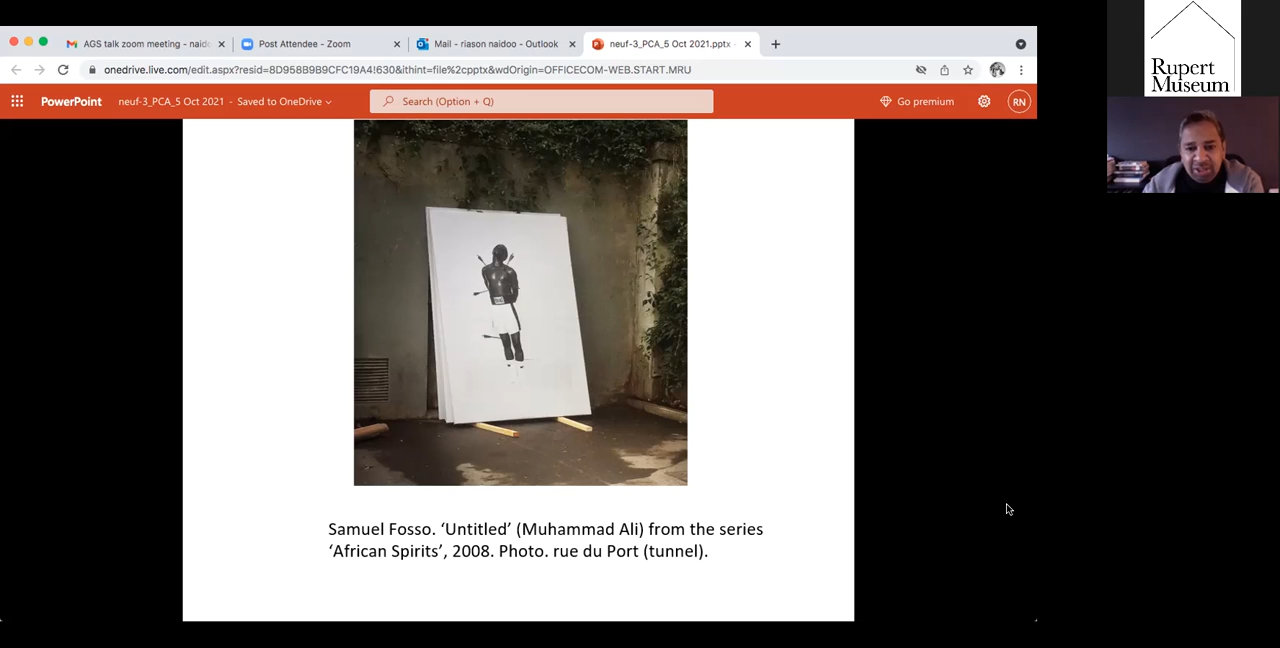 AGS talk zoom meeting - naido
Post Attendee - Zoom
Mail - riason naidoo - Outlook
neuf-3_PCA_5 Oct 2021.pptx -
onedrive.live.com/edit.aspx?resid=8D958B9B9CFC19A4!630&ithint=file%2cpptx&wdOrigin=OFFICECOM-WEB.START.MRU
PowerPoint
neuf-3_PCA_5 Oct 2021 - Saved to OneDrive
Search (Option + Q)
Go premium
RN
Rupert
Museum
Samuel Fosso. ‘Untitled’ (Muhammad Ali) from the series
‘African Spirits’, 2008. Photo. rue du Port (tunnel).